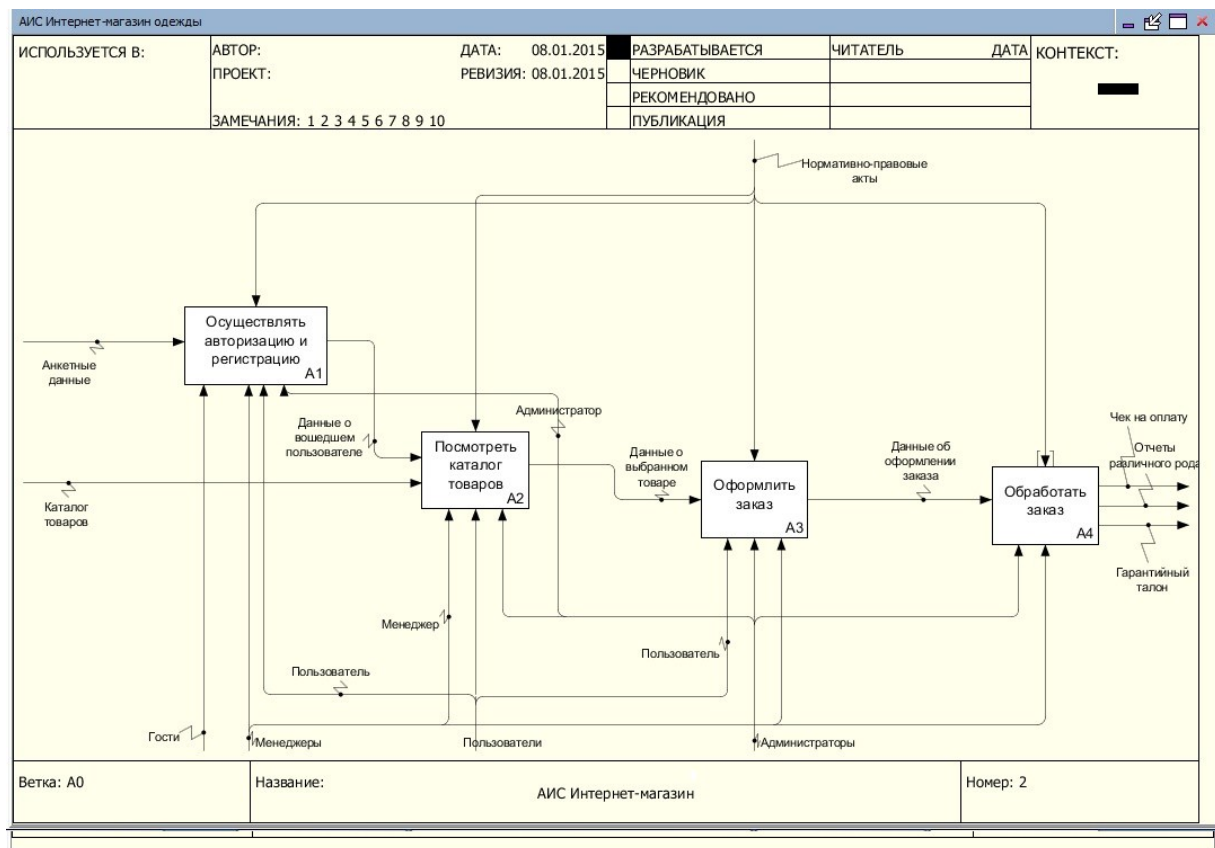 АИС Интернет-магазин одежды
ИСПОЛЬЗУЕТСЯ В:
АВТОР:
ДАТА: 08.01.2015
РАЗРАБАТЫВАЕТСЯ
ЧИТАТЕЛЬ
ДАТА
КОНТЕКСТ:
ПРОЕКТ:
РЕВИЗИЯ: 08.01.2015
ЧЕРНОВИК
РЕКОМЕНДОВАНО
ЗАМЕЧАНИЯ: 1 2 3 4 5 6 7 8 9 10
ПУБЛИКАЦИЯ
Нормативно-правовые
акты
Осуществлять
авторизацию и
регистрацию
A1
Анкетные
данные
Администратор
Данные о
вошедшем
пользователе
Посмотреть
каталог
товаров
A2
Каталог
товаров
Данные о
выбранном
товаре
Оформлить
заказ
A3
Данные об
оформлении
заказа
Обработать
заказ
A4
Чек на оплату
Отчеты
различного рода
Гарантийный
талон
Менеджер
Пользователь
Пользователь
Гости
Менеджеры
Пользователи
Администраторы
Ветка: A0
Название:
АИС Интернет-магазин
Номер: 2